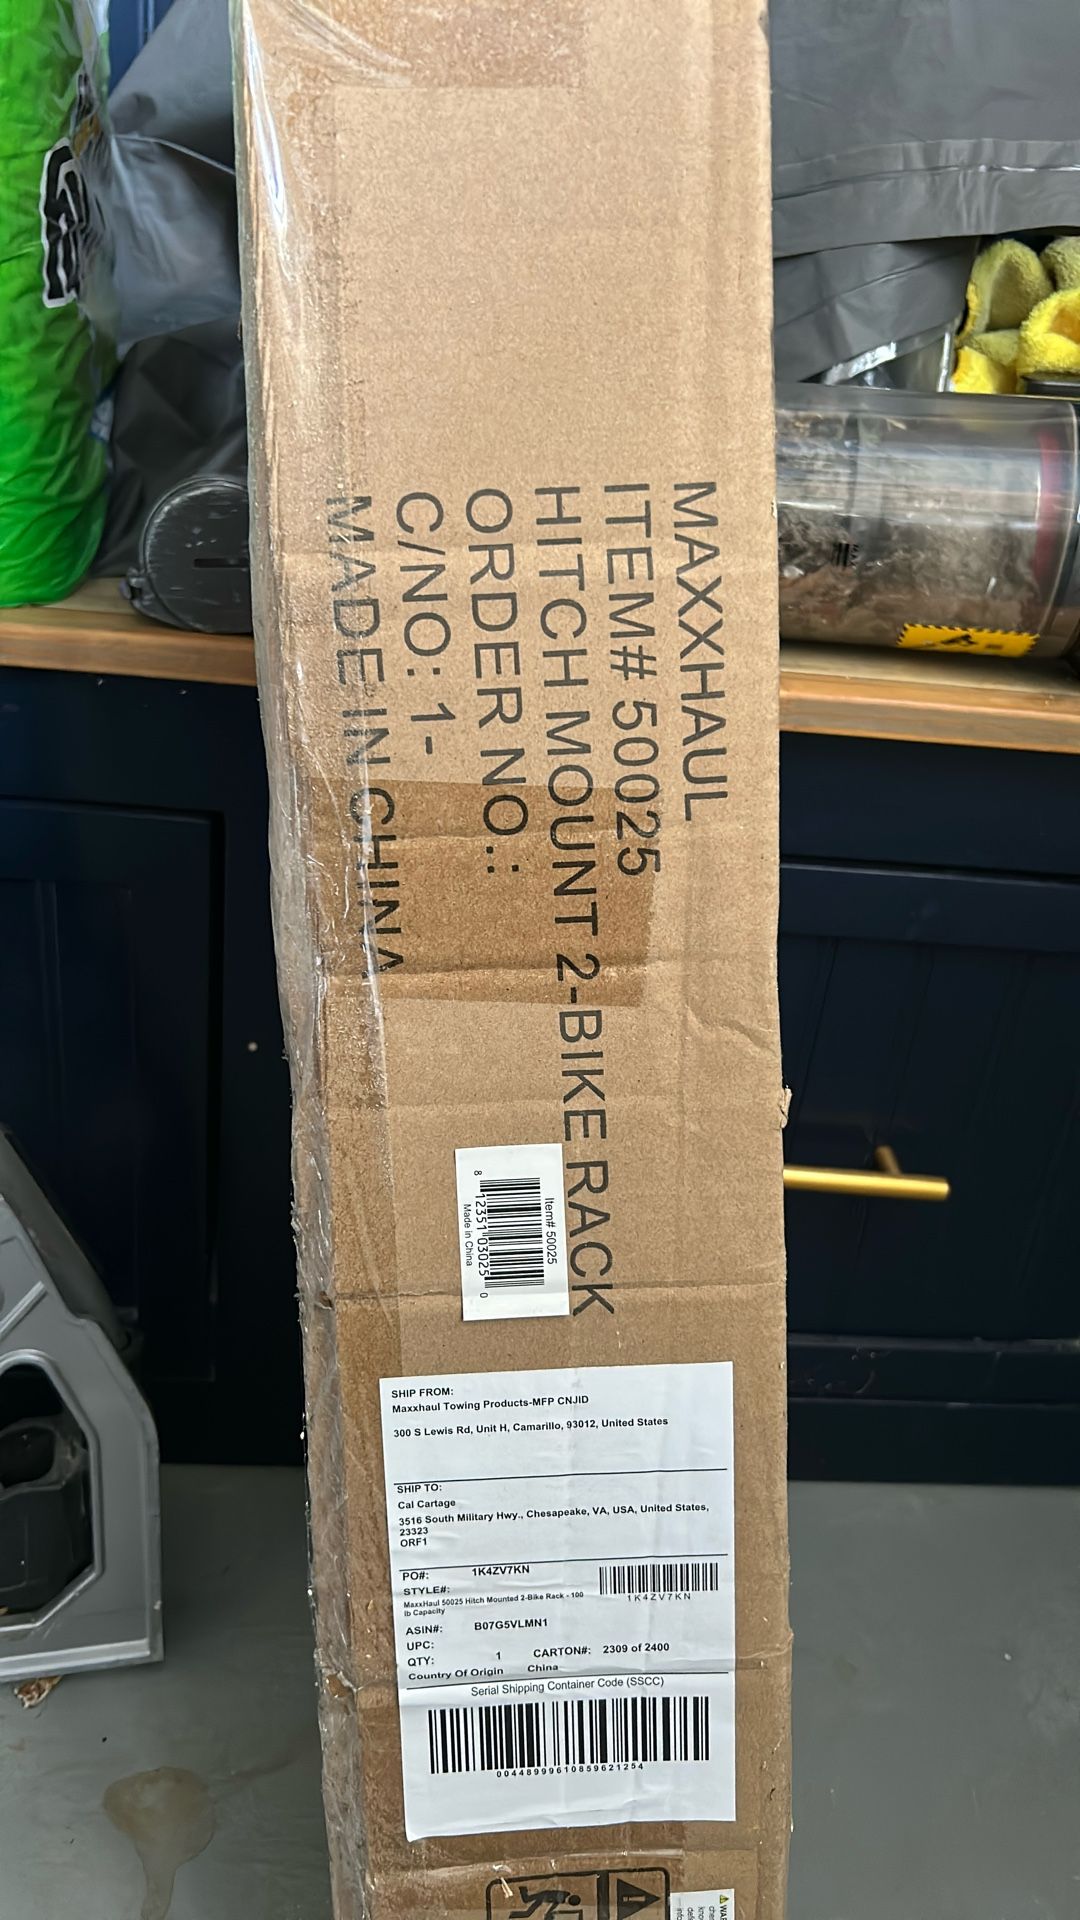 MAXXHAUL
ITEM# 50025
HITCH MOUNT 2-BIKE RACK
ORDER NO.:
C/NO: 1-
MADE IN CHINA
Item# 50025
8 12351 03025 0
Made in China
SHIP FROM:
Maxxhaul Towing Products-MFP CNJID
300 S Lewis Rd, Unit H, Camarillo, 93012, United States
SHIP TO:
Cal Cartage
3516 South Military Hwy., Chesapeake, VA, USA, United States,
23323
ORF1
PO#: 1K4ZV7KN
STYLE#:
1K4ZV7KN
MaxxHaul 50025 Hitch Mounted 2-Bike Rack - 100
lb Capacity
ASIN#: B07G5VLMN1
UPC:
QTY: 1 CARTON#: 2309 of 2400
Country Of Origin China
Serial Shipping Container Code (SSCC)
00448999610859621254